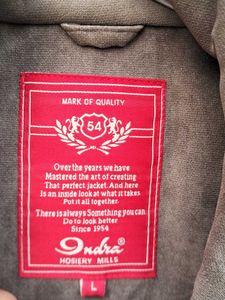 MARK OF QUALITY
54
Over the years we have
Mastered the art of creating
That perfect jacket. And here
is an inside look at what it takes
Put it all together.
There is always Something you can
Do to look better
Since 1954
Indra®
HOSIERY MILLS
L